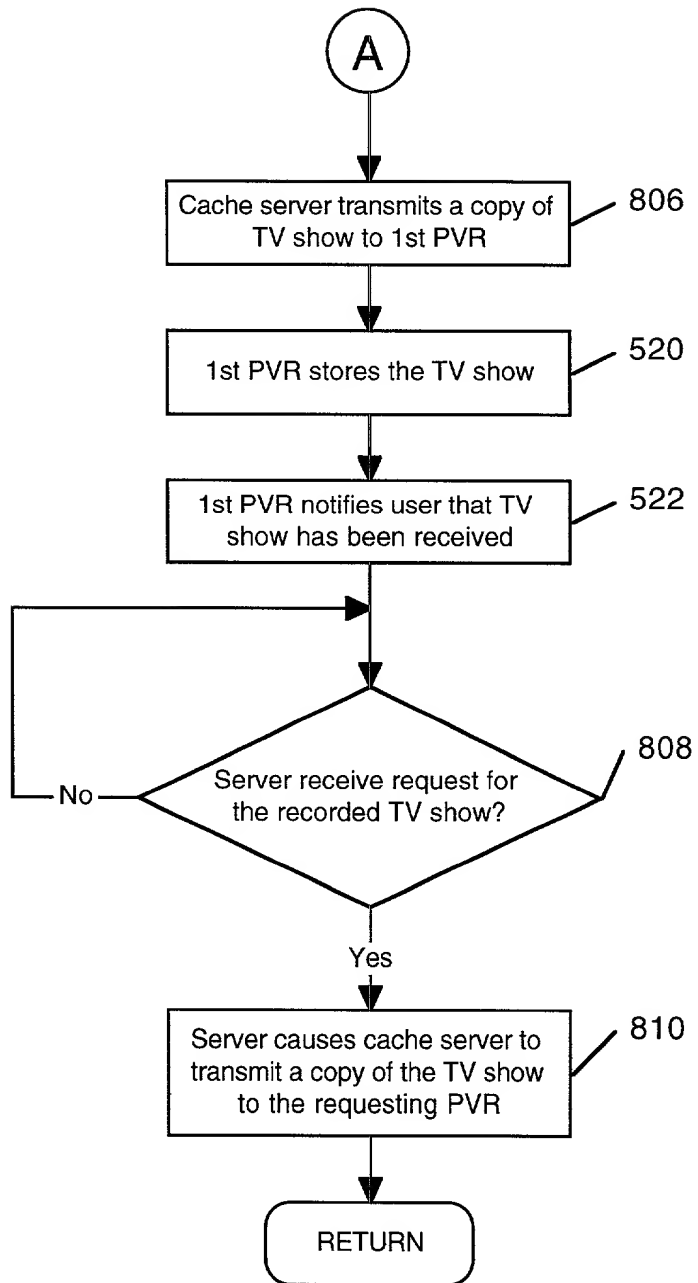 A
Cache server transmits a copy of
TV show to 1st PVR
806
1st PVR stores the TV show
520
1st PVR notifies user that TV
show has been received
522
Server receive request for
the recorded TV show?
808
No
Yes
Server causes cache server to
transmit a copy of the TV show
to the requesting PVR
810
RETURN